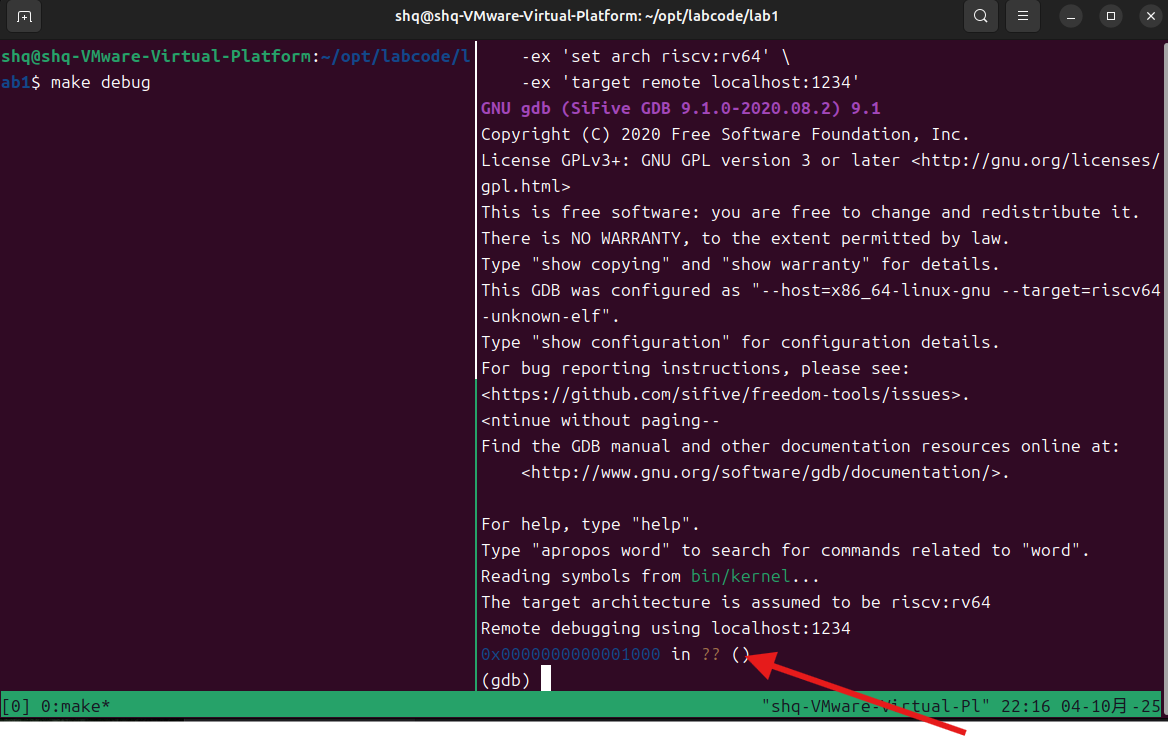 shq@shq-VMware-Virtual-Platform: ~/opt/labcode/lab1
shq@shq-VMware-Virtual-Platform:~/opt/labcode/l
ab1$ make debug
    -ex 'set arch riscv:rv64' \
    -ex 'target remote localhost:1234'
GNU gdb (SiFive GDB 9.1.0-2020.08.2) 9.1
Copyright (C) 2020 Free Software Foundation, Inc.
License GPLv3+: GNU GPL version 3 or later <http://gnu.org/licenses/
gpl.html>
This is free software: you are free to change and redistribute it.
There is NO WARRANTY, to the extent permitted by law.
Type "show copying" and "show warranty" for details.
This GDB was configured as "--host=x86_64-linux-gnu --target=riscv64
-unknown-elf".
Type "show configuration" for configuration details.
For bug reporting instructions, please see:
<https://github.com/sifive/freedom-tools/issues>.
<ntinue without paging--
Find the GDB manual and other documentation resources online at:
    <http://www.gnu.org/software/gdb/documentation/>.
For help, type "help".
Type "apropos word" to search for commands related to "word".
Reading symbols from bin/kernel...
The target architecture is assumed to be riscv:rv64
Remote debugging using localhost:1234
0x0000000000001000 in ?? ()
(gdb)
[0] 0:make* "shq-VMware-Virtual-Pl" 22:16 04-10月-25